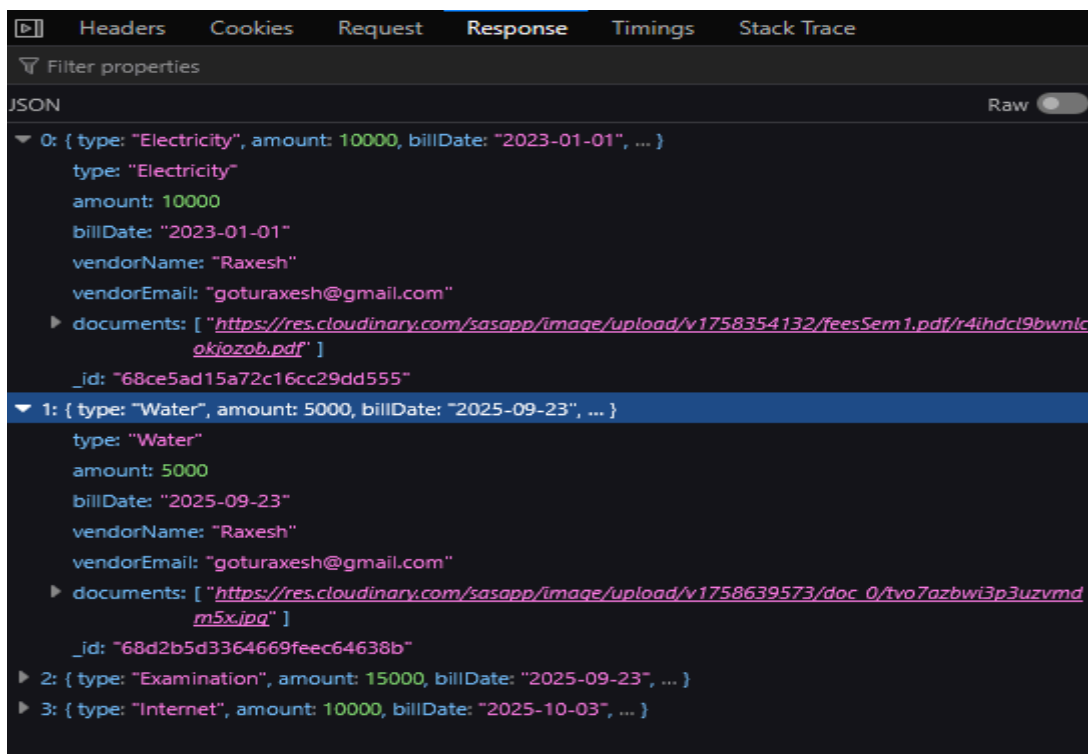 Headers Cookies Request Response Timings Stack Trace
Filter properties
JSON Raw
0: { type: "Electricity", amount: 10000, billDate: "2023-01-01", … }
type: "Electricity"
amount: 10000
billDate: "2023-01-01"
vendorName: "Raxesh"
vendorEmail: "goturaxesh@gmail.com"
documents: [ "https://res.cloudinary.com/sasapp/image/upload/v1758354132/feesSem1.pdf/r4ihdcl9bwnlc
okjozob.pdf" ]
_id: "68ce5ad15a72c16cc29dd555"
1: { type: "Water", amount: 5000, billDate: "2025-09-23", … }
type: "Water"
amount: 5000
billDate: "2025-09-23"
vendorName: "Raxesh"
vendorEmail: "goturaxesh@gmail.com"
documents: [ "https://res.cloudinary.com/sasapp/image/upload/v1758639573/doc_0/tvo7azbwi3p3uzvmd
m5x.jpg" ]
_id: "68d2b5d3364669feec64638b"
2: { type: "Examination", amount: 15000, billDate: "2025-09-23", … }
3: { type: "Internet", amount: 10000, billDate: "2025-10-03", … }